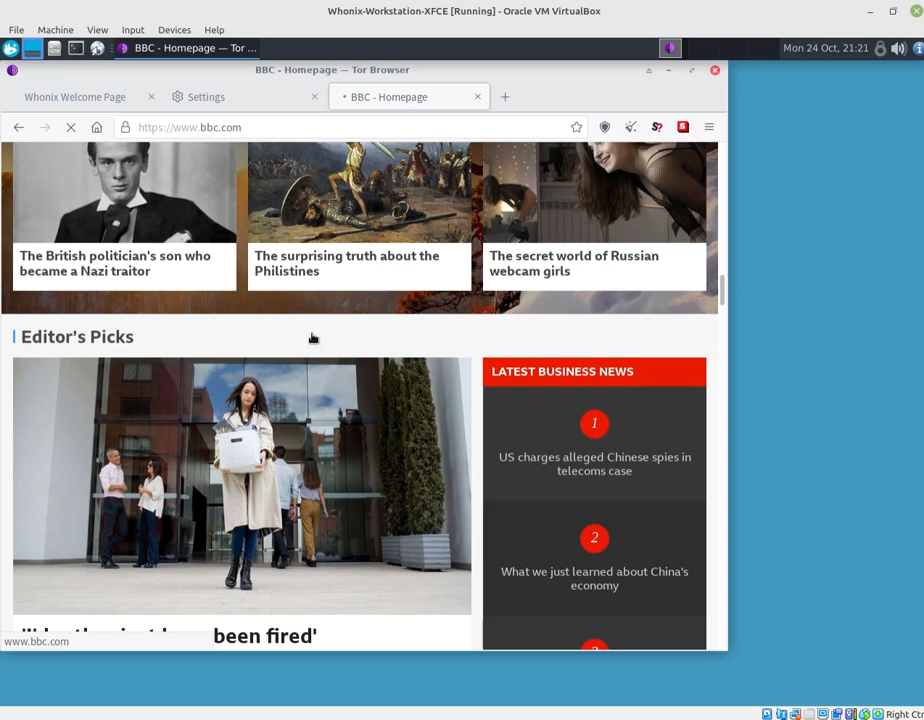 Whonix-Workstation-XFCE [Running] - Oracle VM VirtualBox
File Machine View Input Devices Help
BBC - Homepage — Tor ...
Mon 24 Oct, 21:21
BBC - Homepage — Tor Browser
Whonix Welcome Page
Settings
BBC - Homepage
https://www.bbc.com
S?
S
The British politician's son who
became a Nazi traitor
The surprising truth about the
Philistines
The secret world of Russian
webcam girls
Editor's Picks
LATEST BUSINESS NEWS
1
US charges alleged Chinese spies in
telecoms case
2
What we just learned about China's
economy
been fired'
www.bbc.com
Right Ctr